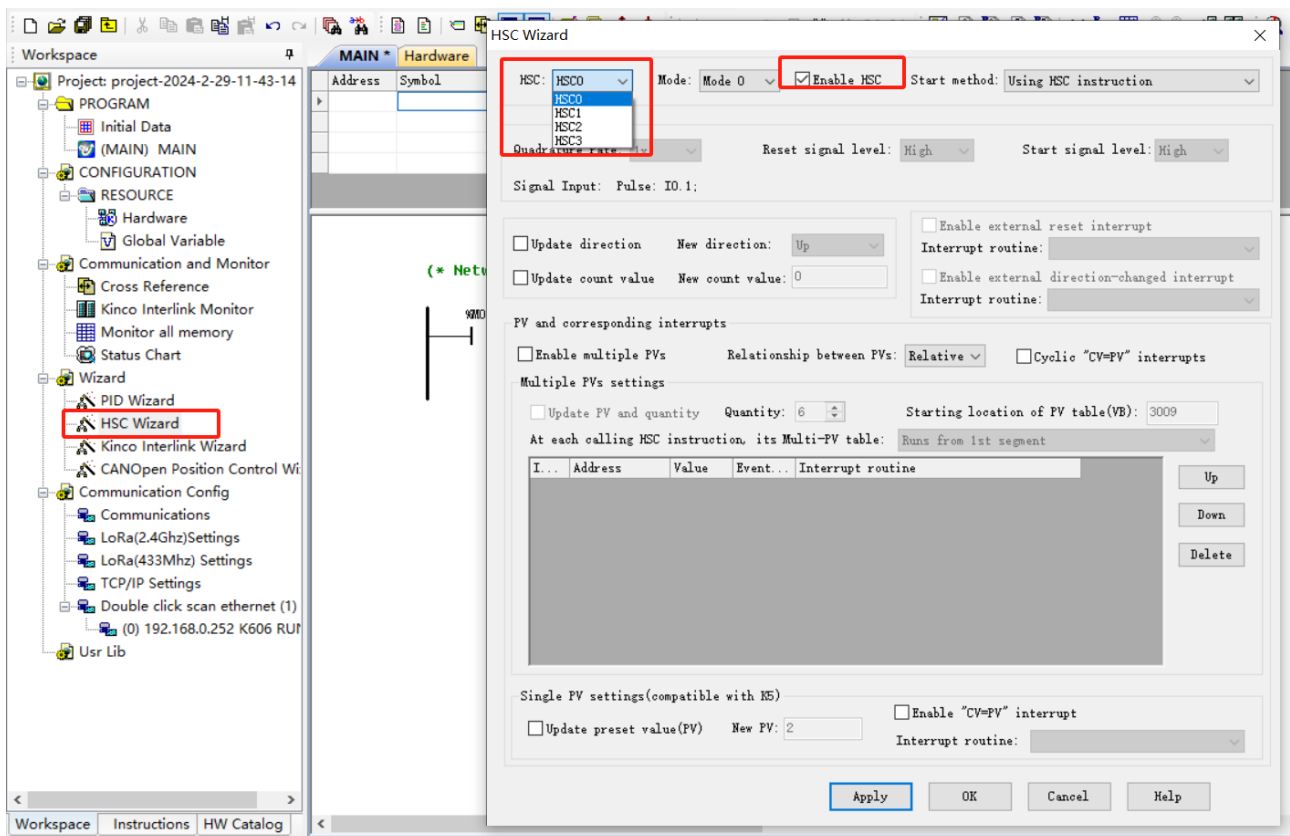 HSC Wizard
Workspace
MAIN *
Hardware
Project: project-2024-2-29-11-43-14
PROGRAM
Initial Data
(MAIN) MAIN
CONFIGURATION
RESOURCE
Hardware
Global Variable
Communication and Monitor
Cross Reference
Kinco Interlink Monitor
Monitor all memory
Status Chart
Wizard
PID Wizard
HSC Wizard
Kinco Interlink Wizard
CANOpen Position Control Wi:
Communication Config
Communications
LoRa(2.4Ghz)Settings
LoRa(433Mhz) Settings
TCP/IP Settings
Double click scan ethernet (1)
(0) 192.168.0.252 K606 RUN
Usr Lib
Workspace Instructions HW Catalog
Address Symbol
(* Netw
%M0
HSC: HSC0 Mode: Mode 0 Enable HSC Start method: Using HSC instruction
HSC0
HSC1
HSC2
HSC3
Quadrature rate: 1x Reset signal level: High Start signal level: High
Signal Input: Pulse: I0.1;
Update direction New direction: Up
Update count value New count value: 0
Enable external reset interrupt
Interrupt routine:
Enable external direction-changed interrupt
Interrupt routine:
PV and corresponding interrupts
Enable multiple PVs Relationship between PVs: Relative Cyclic "CV=PV" interrupts
Multiple PVs settings
Update PV and quantity Quantity: 6 Starting location of PV table(VB): 3009
At each calling HSC instruction, its Multi-PV table: Runs from 1st segment
I... Address Value Event... Interrupt routine
Up
Down
Delete
Single PV settings(compatible with K5)
Update preset value(PV) New PV: 2
Enable "CV=PV" interrupt
Interrupt routine:
Apply OK Cancel Help